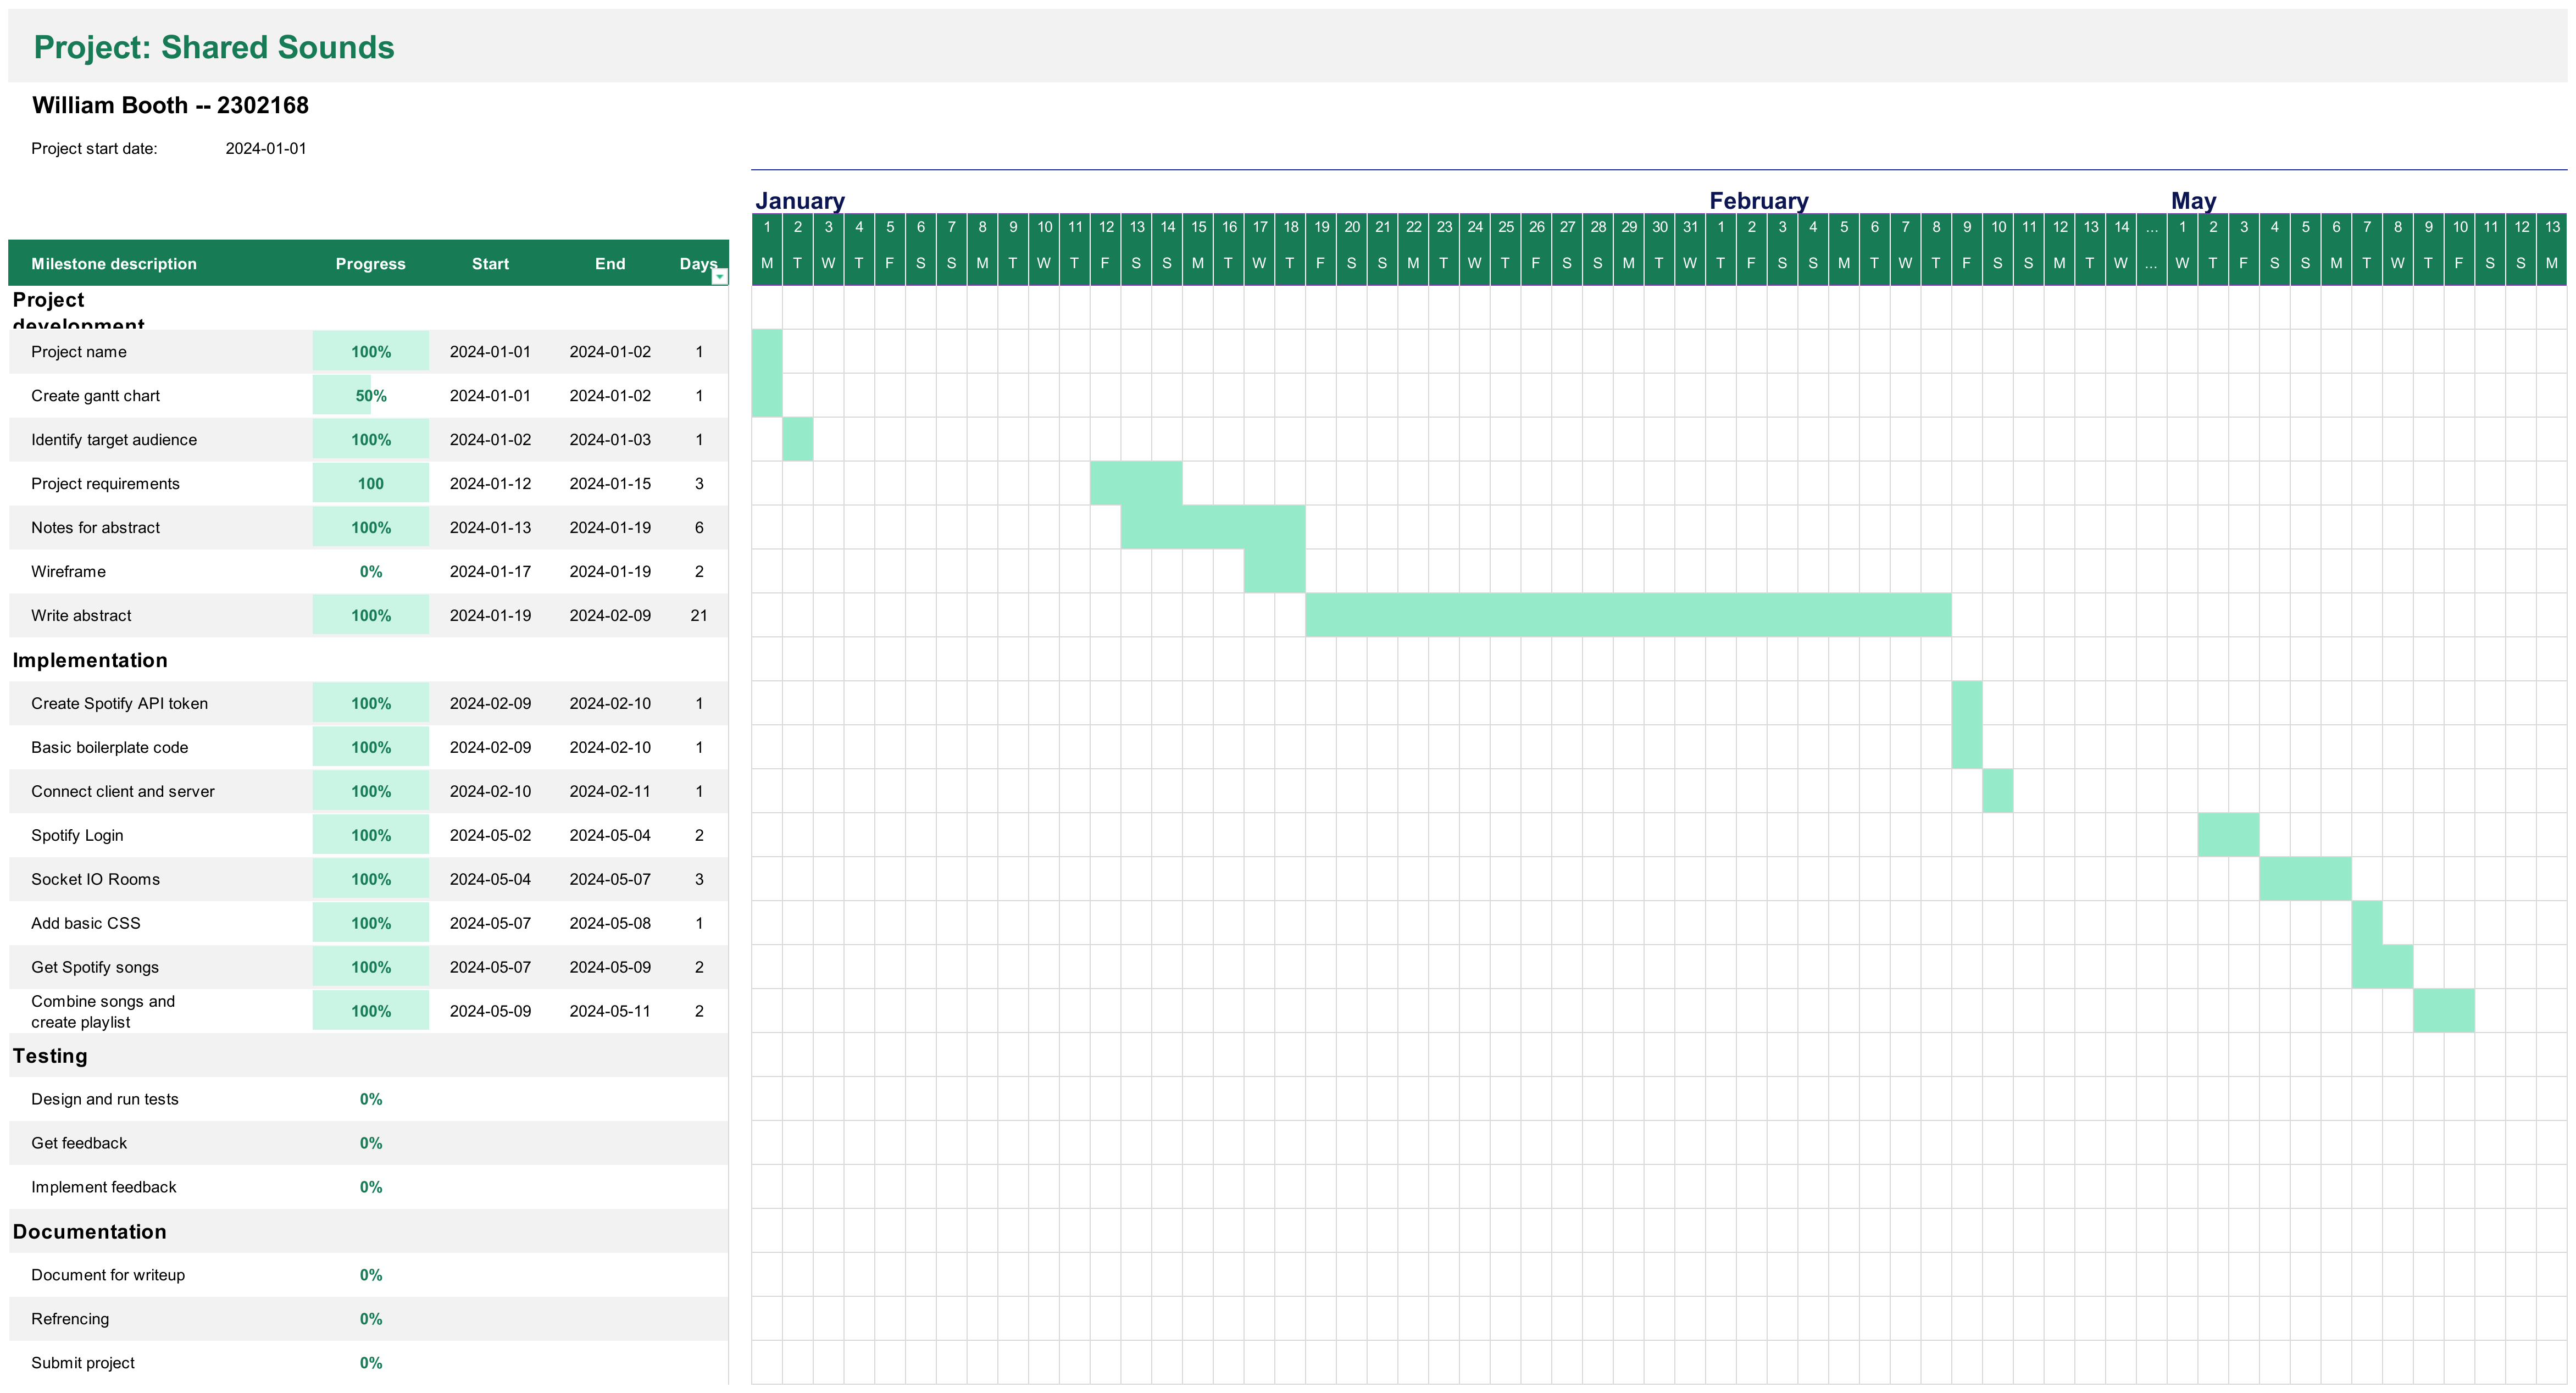 Project: Shared Sounds
William Booth -- 2302168
Project start date: 2024-01-01
January February May
1 2 3 4 5 6 7 8 9 10 11 12 13 14 15 16 17 18 19 20 21 22 23 24 25 26 27 28 29 30 31 1 2 3 4 5 6 7 8 9 10 11 12 13 14 ... 1 2 3 4 5 6 7 8 9 10 11 12 13
Milestone description Progress Start End Days M T W T F S S M T W T F S S M T W T F S S M T W T F S S M T W T F S S M T W T F S S M T W ... W T F S S M T W T F S S M
Project
development
Project name 100% 2024-01-01 2024-01-02 1
Create gantt chart 50% 2024-01-01 2024-01-02 1
Identify target audience 100% 2024-01-02 2024-01-03 1
Project requirements 100 2024-01-12 2024-01-15 3
Notes for abstract 100% 2024-01-13 2024-01-19 6
Wireframe 0% 2024-01-17 2024-01-19 2
Write abstract 100% 2024-01-19 2024-02-09 21
Implementation
Create Spotify API token 100% 2024-02-09 2024-02-10 1
Basic boilerplate code 100% 2024-02-09 2024-02-10 1
Connect client and server 100% 2024-02-10 2024-02-11 1
Spotify Login 100% 2024-05-02 2024-05-04 2
Socket IO Rooms 100% 2024-05-04 2024-05-07 3
Add basic CSS 100% 2024-05-07 2024-05-08 1
Get Spotify songs 100% 2024-05-07 2024-05-09 2
Combine songs and
create playlist 100% 2024-05-09 2024-05-11 2
Testing
Design and run tests 0%
Get feedback 0%
Implement feedback 0%
Documentation
Document for writeup 0%
Refrencing 0%
Submit project 0%